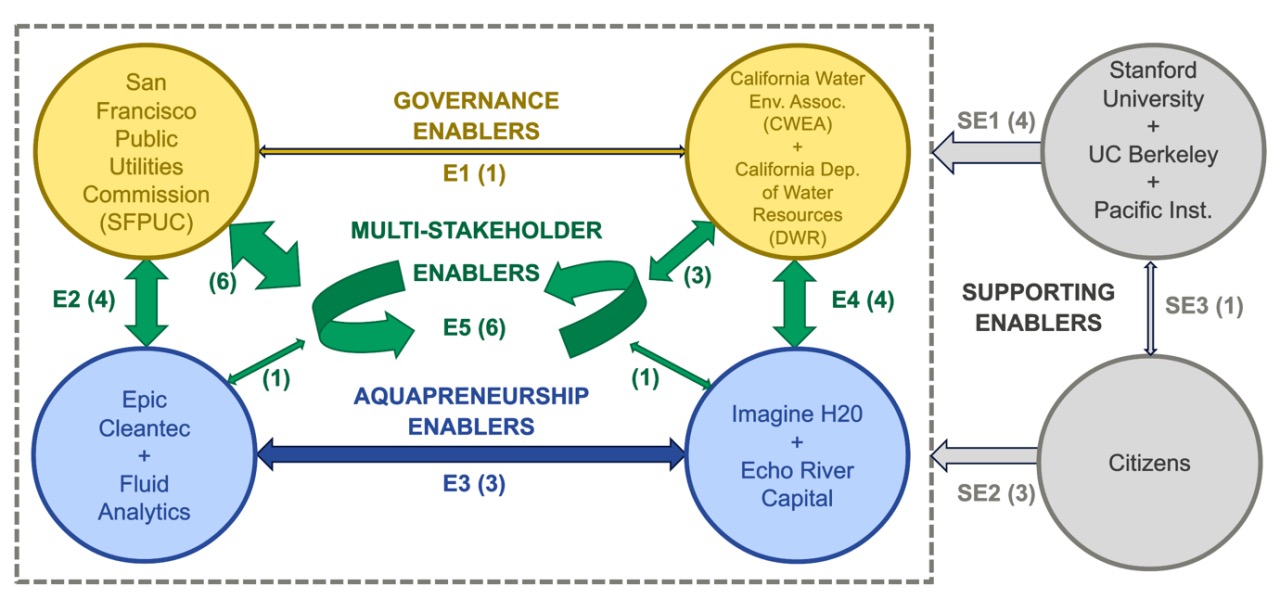 San
Francisco
Public
Utilities
Commission
(SFPUC)
GOVERNANCE
ENABLERS
E1 (1)
California Water
Env. Assoc.
(CWEA)
+
California Dep.
of Water
Resources
(DWR)
SE1 (4)
Stanford
University
+
UC Berkeley
+
Pacific Inst.
MULTI-STAKEHOLDER
ENABLERS
E5 (6)
(6)
(3)
E2 (4)
E4 (4)
(1)
(1)
SUPPORTING
ENABLERS
SE3 (1)
Epic
Cleantec
+
Fluid
Analytics
AQUAPRENEURSHIP
ENABLERS
E3 (3)
Imagine H20
+
Echo River
Capital
SE2 (3)
Citizens